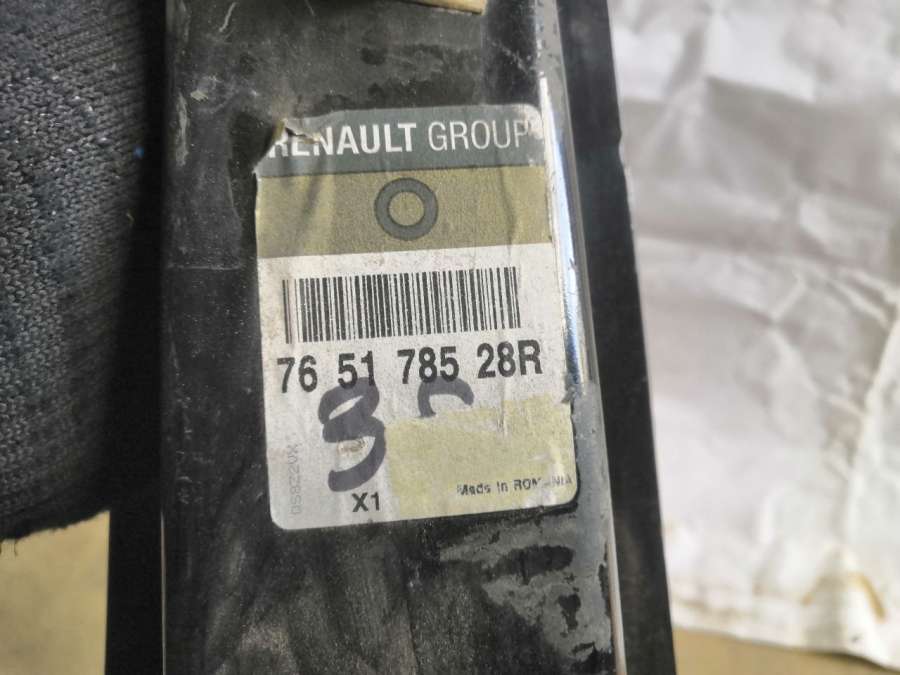 RENAULT GROUP
76 51 785 28R
X1
Made in ROMANIA